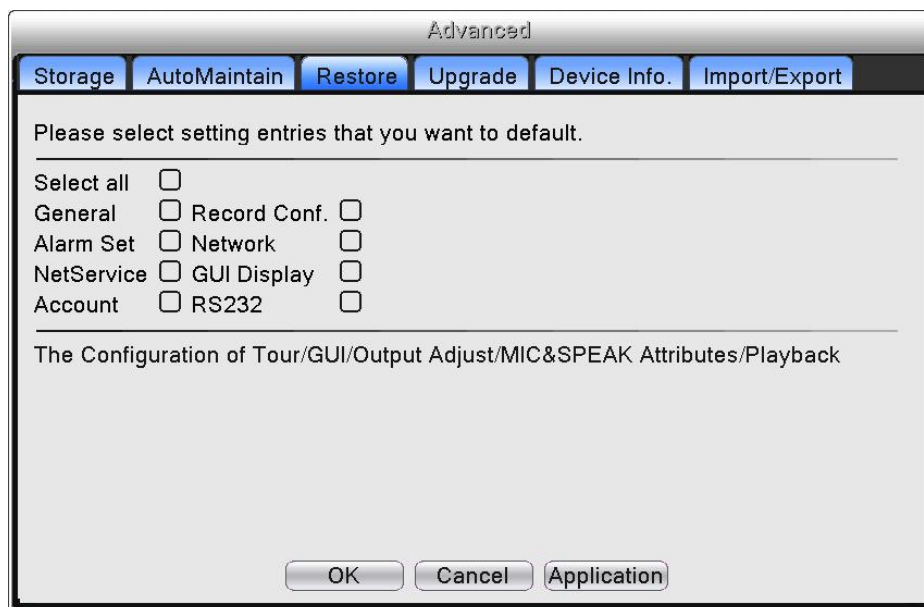 Advanced
Storage AutoMaintain Restore Upgrade Device Info. Import/Export
Please select setting entries that you want to default.
Select all
General Record Conf.
Alarm Set Network
NetService GUI Display
Account RS232
The Configuration of Tour/GUI/Output Adjust/MIC&SPEAK Attributes/Playback
OK Cancel Application